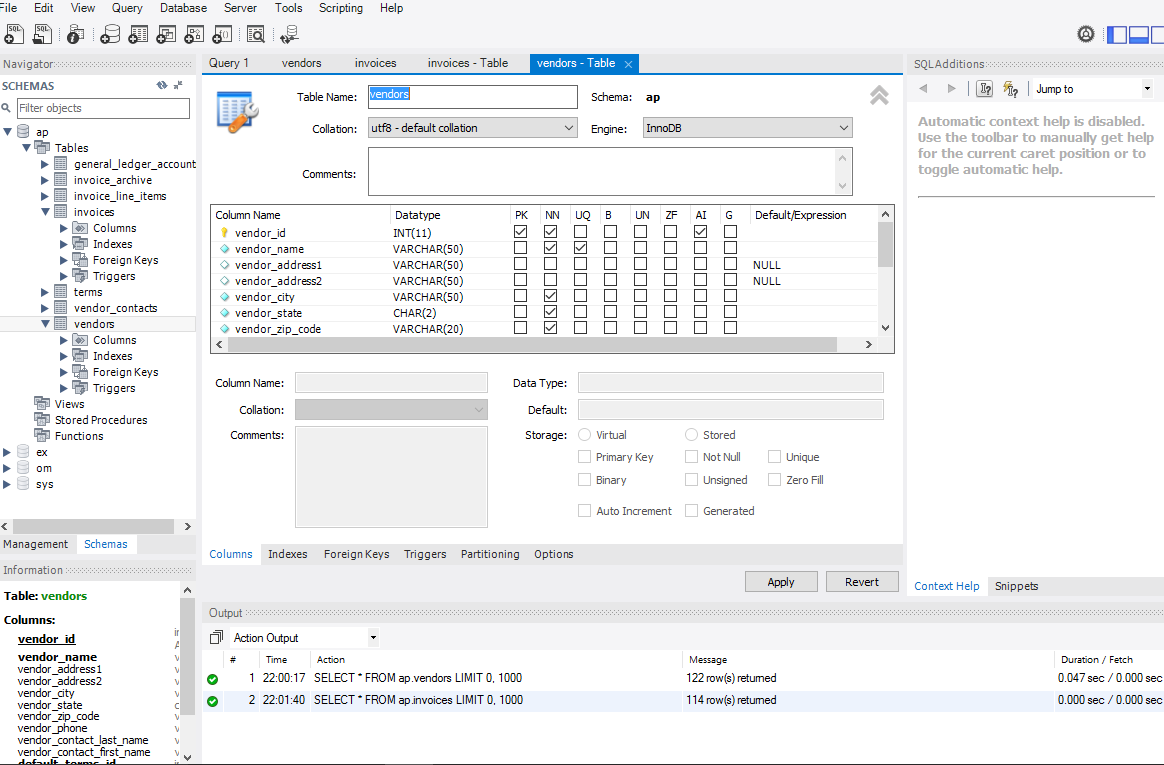 File Edit View Query Database Server Tools Scripting Help
Navigator
SCHEMAS
Filter objects
ap
Tables
general_ledger_account
invoice_archive
invoice_line_items
invoices
Columns
Indexes
Foreign Keys
Triggers
terms
vendor_contacts
vendors
Columns
Indexes
Foreign Keys
Triggers
Views
Stored Procedures
Functions
ex
om
sys
Management Schemas
Information
Table: vendors
Columns:
vendor_id
vendor_name
vendor_address1
vendor_address2
vendor_city
vendor_state
vendor_zip_code
vendor_phone
vendor_contact_last_name
vendor_contact_first_name
default_terms_id
Query 1 vendors invoices invoices - Table vendors - Table
Table Name: vendors Schema: ap
Collation: utf8 - default collation Engine: InnoDB
Comments:
Column Name Datatype PK NN UQ B UN ZF AI G Default/Expression
vendor_id INT(11)
vendor_name VARCHAR(50)
vendor_address1 VARCHAR(50) NULL
vendor_address2 VARCHAR(50) NULL
vendor_city VARCHAR(50)
vendor_state CHAR(2)
vendor_zip_code VARCHAR(20)
Column Name: Data Type:
Collation: Default:
Comments: Storage: Virtual Stored
Primary Key Not Null Unique
Binary Unsigned Zero Fill
Auto Increment Generated
Columns Indexes Foreign Keys Triggers Partitioning Options
Apply Revert
Output
Action Output
# Time Action Message Duration / Fetch
1 22:00:17 SELECT * FROM ap.vendors LIMIT 0, 1000 122 row(s) returned 0.047 sec / 0.000 sec
2 22:01:40 SELECT * FROM ap.invoices LIMIT 0, 1000 114 row(s) returned 0.000 sec / 0.000 sec
SQLAdditions
Jump to
Automatic context help is disabled.
Use the toolbar to manually get help
for the current caret position or to
toggle automatic help.
Context Help Snippets